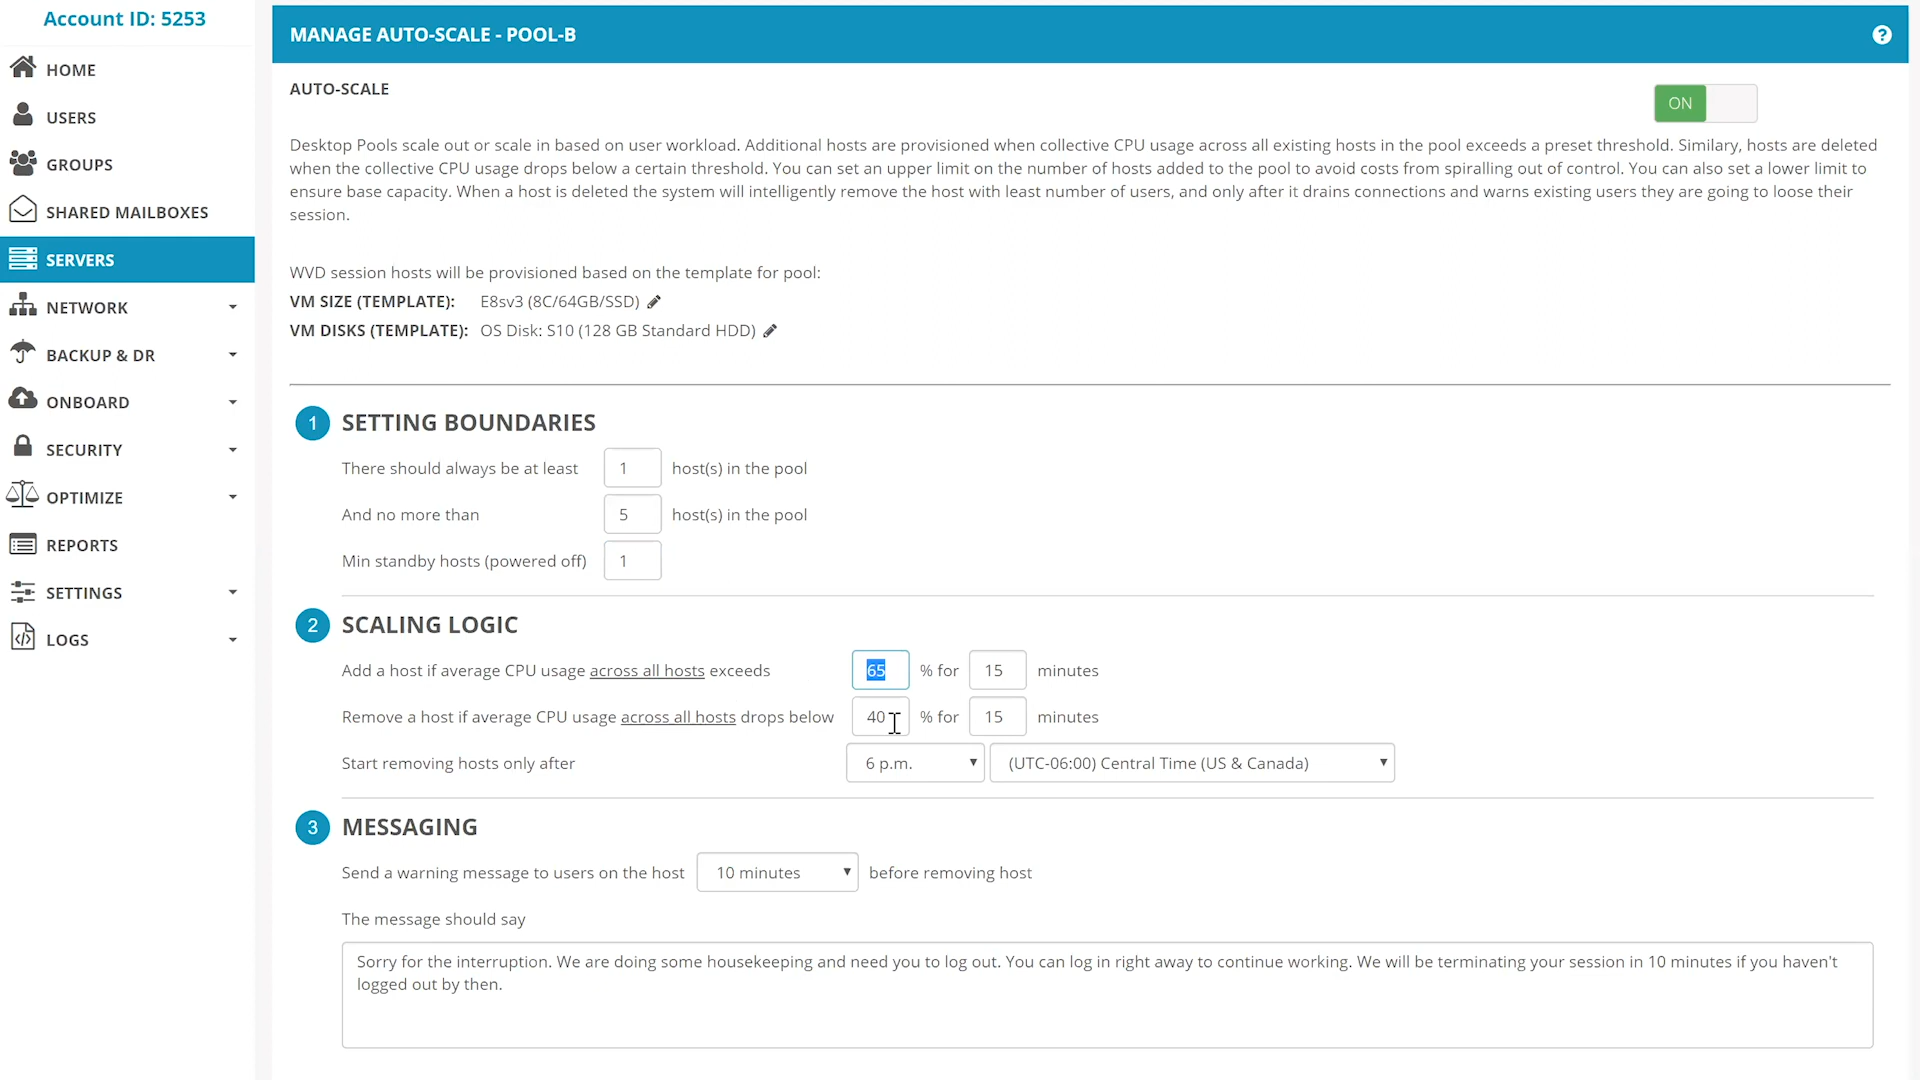 Account ID: 5253
HOME
USERS
GROUPS
SHARED MAILBOXES
SERVERS
NETWORK
BACKUP & DR
ONBOARD
SECURITY
OPTIMIZE
REPORTS
SETTINGS
LOGS
MANAGE AUTO-SCALE - POOL-B
?
AUTO-SCALE
ON
Desktop Pools scale out or scale in based on user workload. Additional hosts are provisioned when collective CPU usage across all existing hosts in the pool exceeds a preset threshold. Similary, hosts are deleted
when the collective CPU usage drops below a certain threshold. You can set an upper limit on the number of hosts added to the pool to avoid costs from spiralling out of control. You can also set a lower limit to
ensure base capacity. When a host is deleted the system will intelligently remove the host with least number of users, and only after it drains connections and warns existing users they are going to loose their
session.
WVD session hosts will be provisioned based on the template for pool:
VM SIZE (TEMPLATE): E8sv3 (8C/64GB/SSD)
VM DISKS (TEMPLATE): OS Disk: S10 (128 GB Standard HDD)
1 SETTING BOUNDARIES
There should always be at least 1 host(s) in the pool
And no more than 5 host(s) in the pool
Min standby hosts (powered off) 1
2 SCALING LOGIC
Add a host if average CPU usage across all hosts exceeds 65 % for 15 minutes
Remove a host if average CPU usage across all hosts drops below 40 % for 15 minutes
Start removing hosts only after 6 p.m. (UTC-06:00) Central Time (US & Canada)
3 MESSAGING
Send a warning message to users on the host 10 minutes before removing host
The message should say
Sorry for the interruption. We are doing some housekeeping and need you to log out. You can log in right away to continue working. We will be terminating your session in 10 minutes if you haven't
logged out by then.